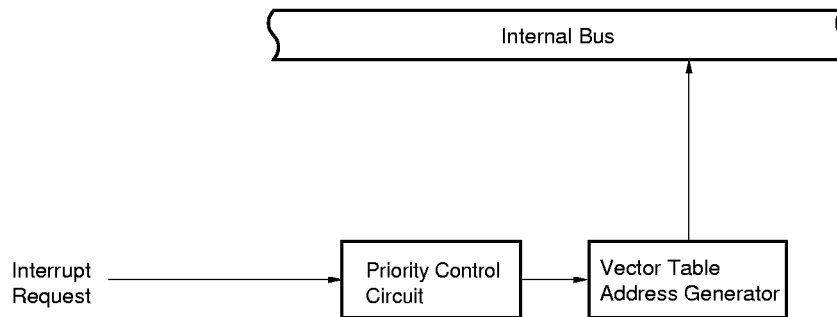 Internal Bus
Interrupt
Request
Priority Control
Circuit
Vector Table
Address Generator